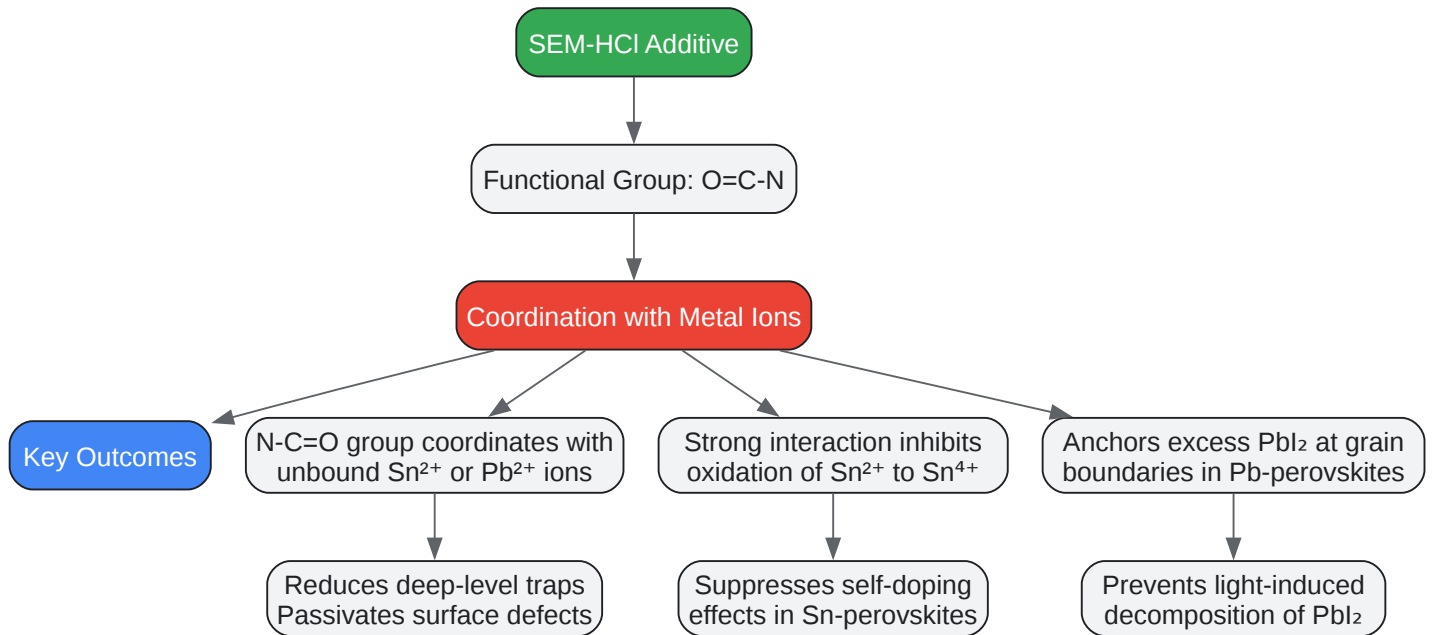 SEM-HCl Additive
Functional Group: O=C-N
Coordination with Metal Ions
Key Outcomes
N-C=O group coordinates with
unbound Sn²⁺ or Pb²⁺ ions
Strong interaction inhibits
oxidation of Sn²⁺ to Sn⁴⁺
Anchors excess PbI₂ at grain
boundaries in Pb-perovskites
Reduces deep-level traps
Passivates surface defects
Suppresses self-doping
effects in Sn-perovskites
Prevents light-induced
decomposition of PbI₂